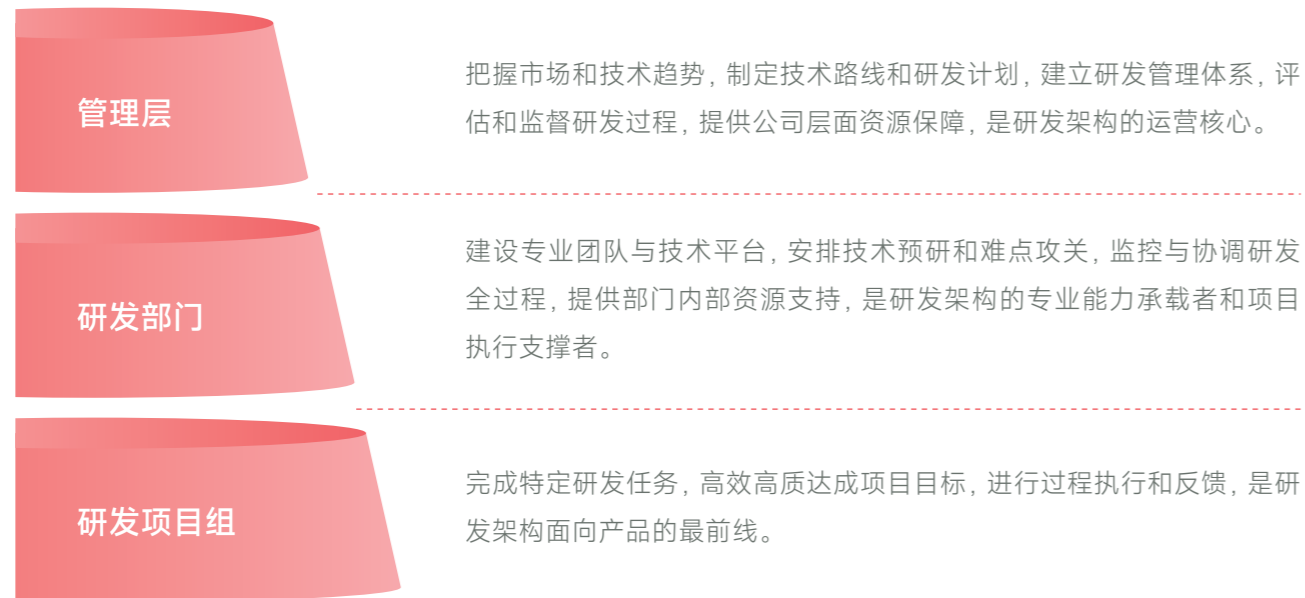 管理层
把握市场和技术趋势，制定技术路线和研发计划，建立研发管理体系，评
估和监督研发过程，提供公司层面资源保障，是研发架构的运营核心。
研发部门
建设专业团队与技术平台，安排技术预研和难点攻关，监控与协调研发
全过程，提供部门内部资源支持，是研发架构的专业能力承载者和项目
执行支撑者。
研发项目组
完成特定研发任务，高效高质达成项目目标，进行过程执行和反馈，是研
发架构面向产品的最前线。